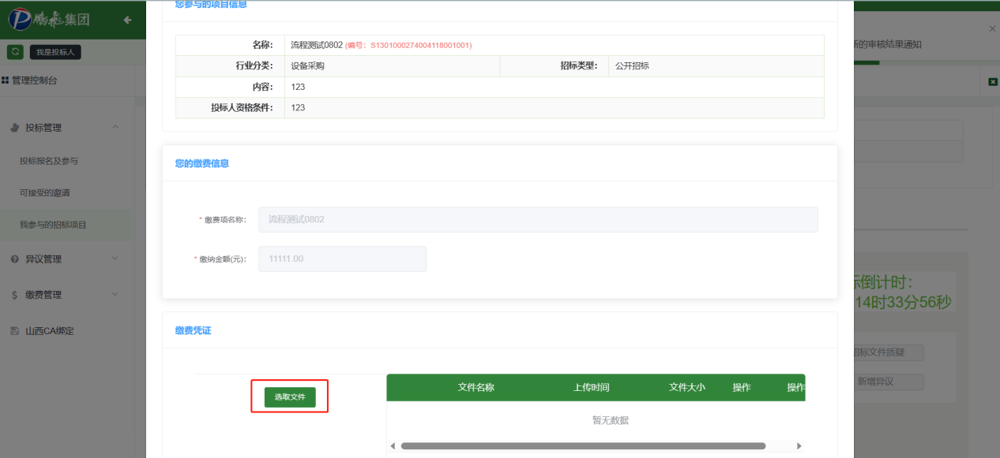 您参与的项目信息
集团
我是投标人
管理控制台
投标管理
投标报名及参与
可接受的邀请
我参与的招标项目
异议管理
缴费管理
山西CA绑定
名称: 流程测试0802 (编号: S1301000274004118001001)
行业分类: 设备采购 招标类型: 公开招标
内容: 123
投标人资格条件: 123
您的缴费信息
* 缴费项名称: 流程测试0802
* 缴纳金额(元): 11111.00
缴费凭证
选取文件
文件名称 上传时间 文件大小 操作 操作
暂无数据
的审核结果通知
标倒计时:
14时33分56秒
招标文件质疑
新增异议